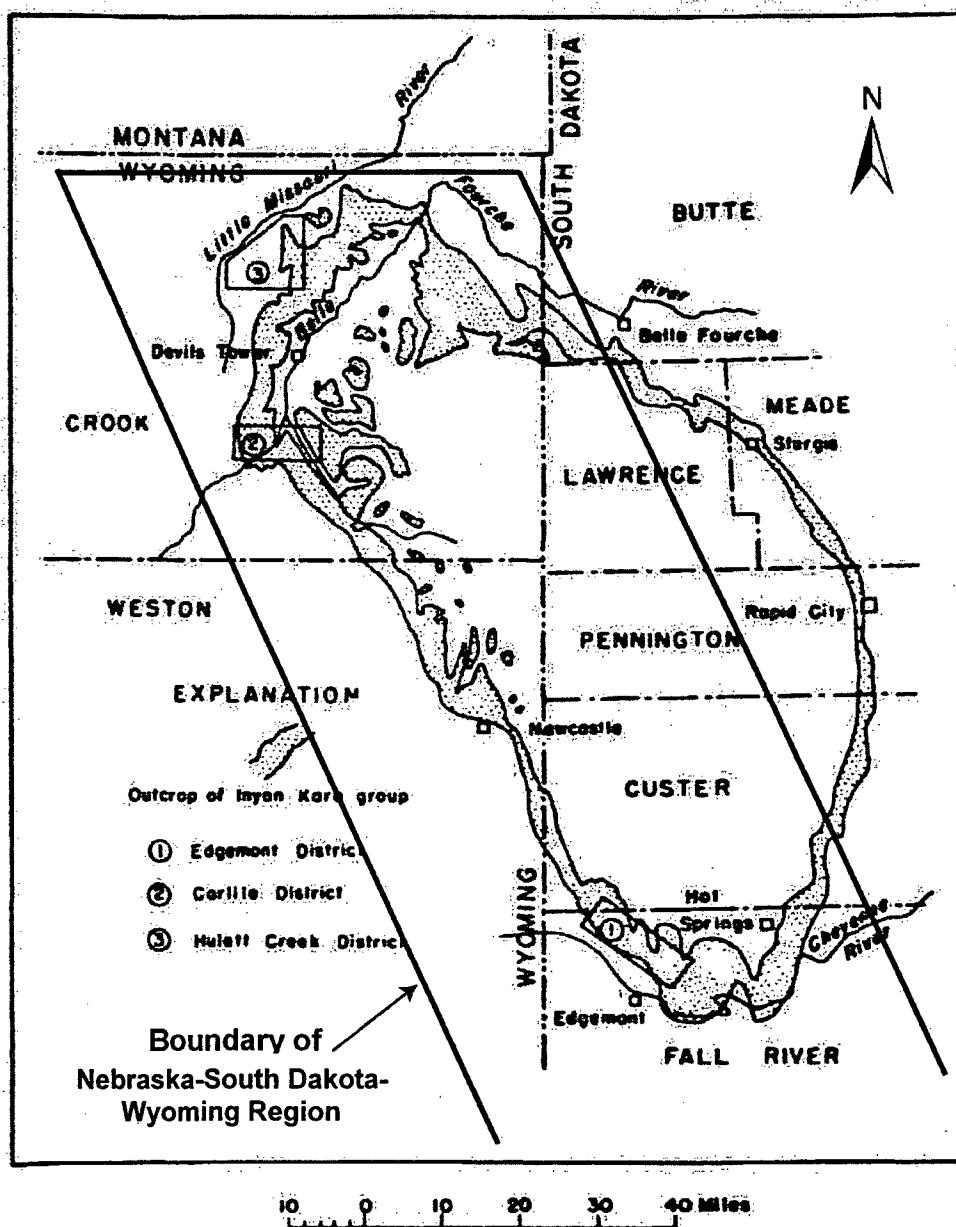 MONTANA
WYOMING
SOUTH DAKOTA
N
River
Little Missouri
Fourche
BUTTE
River
Belle Fourche
Belle
③
Devils Tower
CROOK
②
MEADE
Sturgis
LAWRENCE
WESTON
Rapid City
PENNINGTON
EXPLANATION
Newcastle
Outcrop of Inyan Kara group
CUSTER
① Edgemont District
② Carlile District
③ Hulett Creek District
WYOMING
Hot
Springs
①
Cheyenne
River
Edgemont
FALL RIVER
Boundary of
Nebraska-South Dakota-
Wyoming Region
10 0 10 20 30 40 Miles